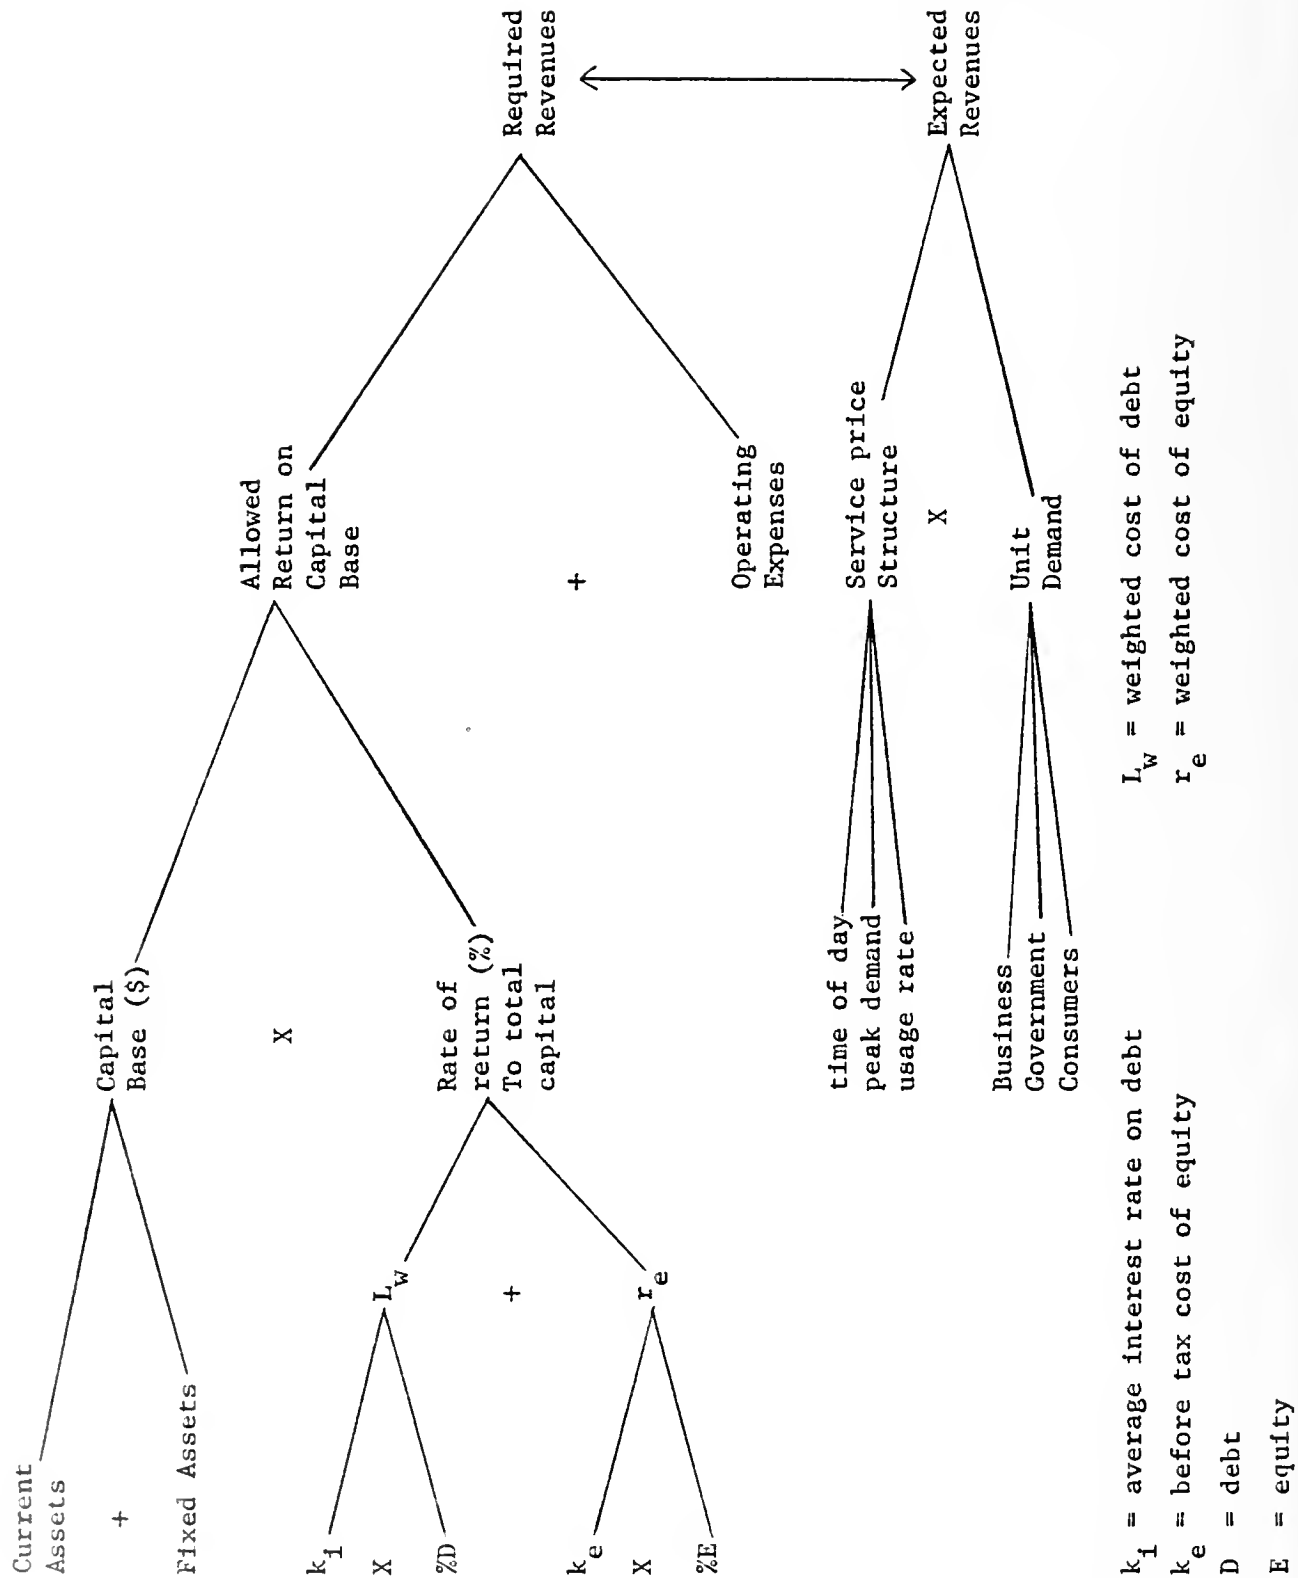 Current
Assets
+
Fixed Assets
Capital
Base ($)
X
k_i
X
%D
L_w
+
k_e
X
%E
r_e
Rate of
return (%)
To total
capital
Allowed
Return on
Capital
Base
+
Operating
Expenses
Required
Revenues
time of day
peak demand
usage rate
Service price
Structure
X
Business
Government
Consumers
Unit
Demand
Expected
Revenues
k_i = average interest rate on debt
k_e = before tax cost of equity
D = debt
E = equity
L_w = weighted cost of debt
r_e = weighted cost of equity